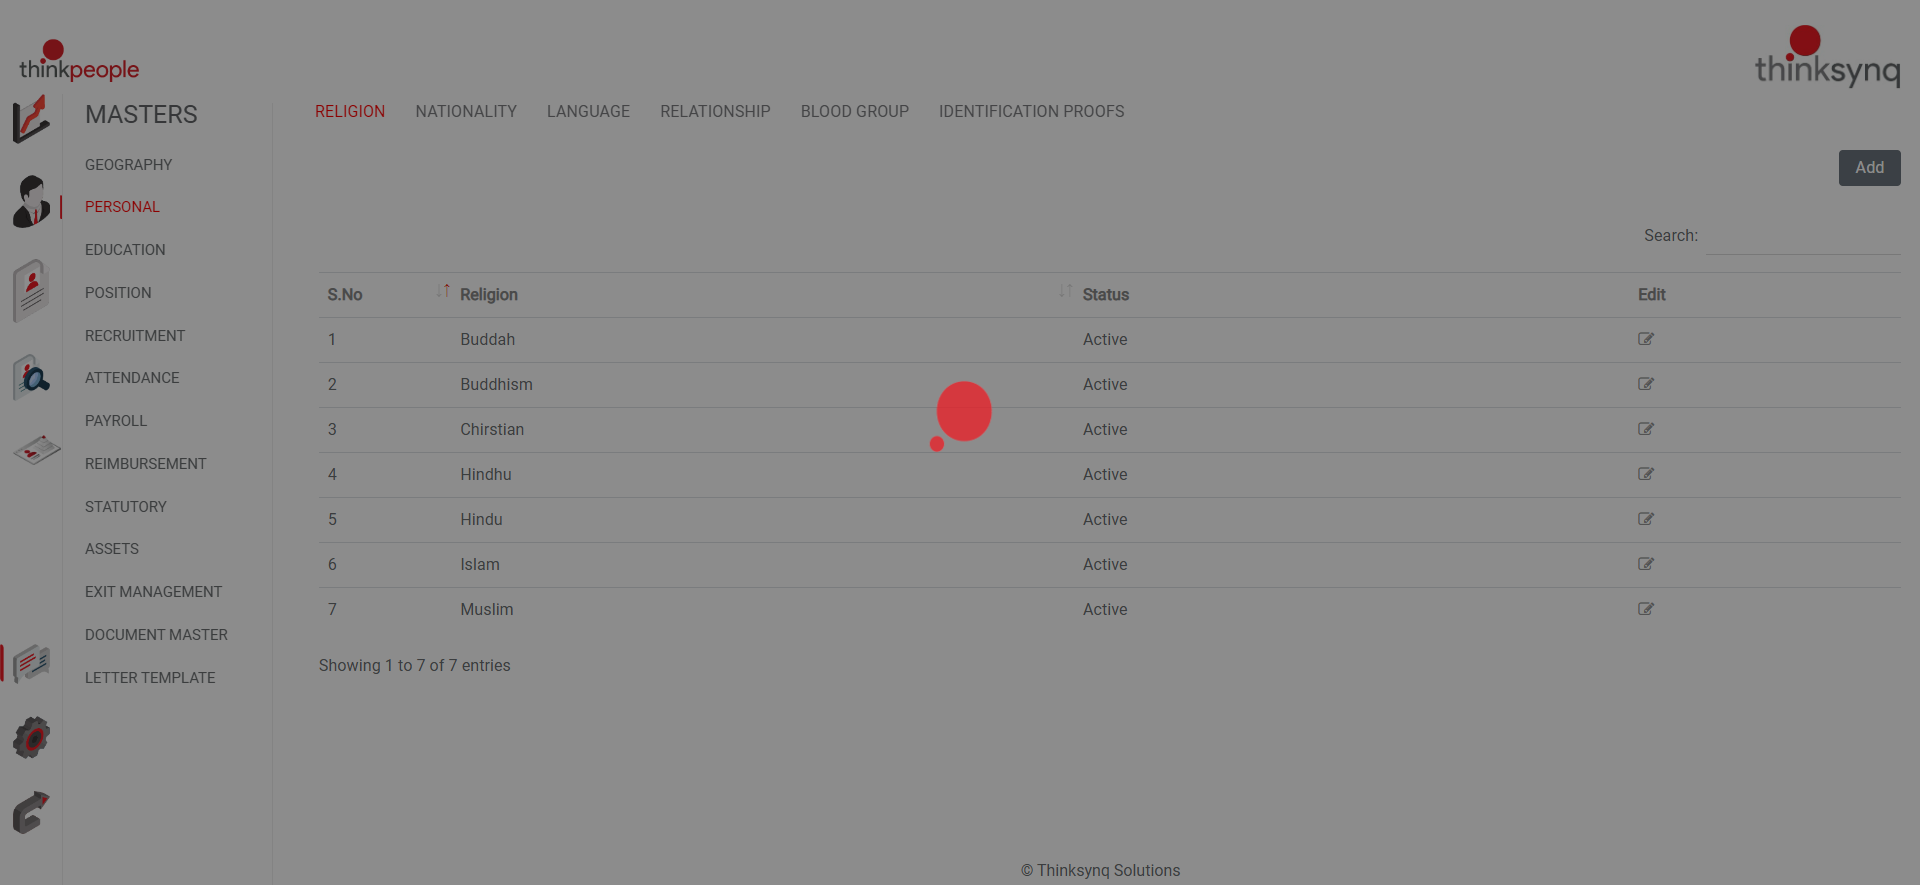 thinkpeople
thinksynq
MASTERS
GEOGRAPHY
PERSONAL
EDUCATION
POSITION
RECRUITMENT
ATTENDANCE
PAYROLL
REIMBURSEMENT
STATUTORY
ASSETS
EXIT MANAGEMENT
DOCUMENT MASTER
LETTER TEMPLATE
RELIGION NATIONALITY LANGUAGE RELATIONSHIP BLOOD GROUP IDENTIFICATION PROOFS
Add
Search:
S.No Religion Status Edit
1 Buddah Active
2 Buddhism Active
3 Chirstian Active
4 Hindhu Active
5 Hindu Active
6 Islam Active
7 Muslim Active
Showing 1 to 7 of 7 entries
© Thinksynq Solutions